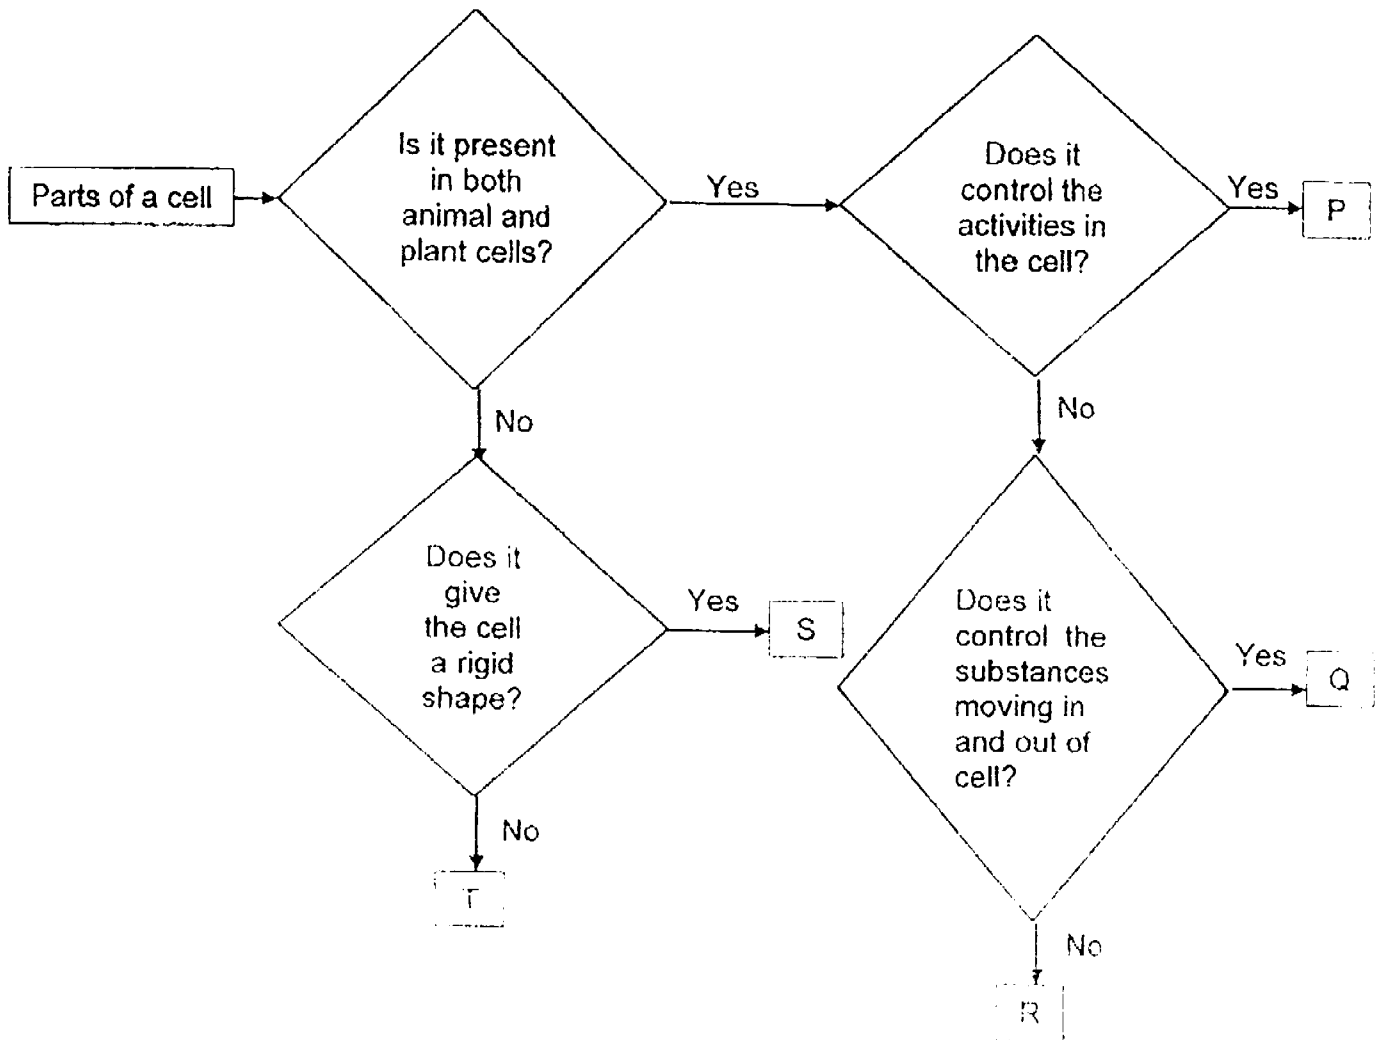 Parts of a cell
Is it present
in both
animal and
plant cells?
Yes
Does it
control the
activities in
the cell?
Yes
P
No
No
Does it
give
the cell
a rigid
shape?
Yes
S
Does it
control the
substances
moving in
and out of
cell?
Yes
Q
No
T
No
R